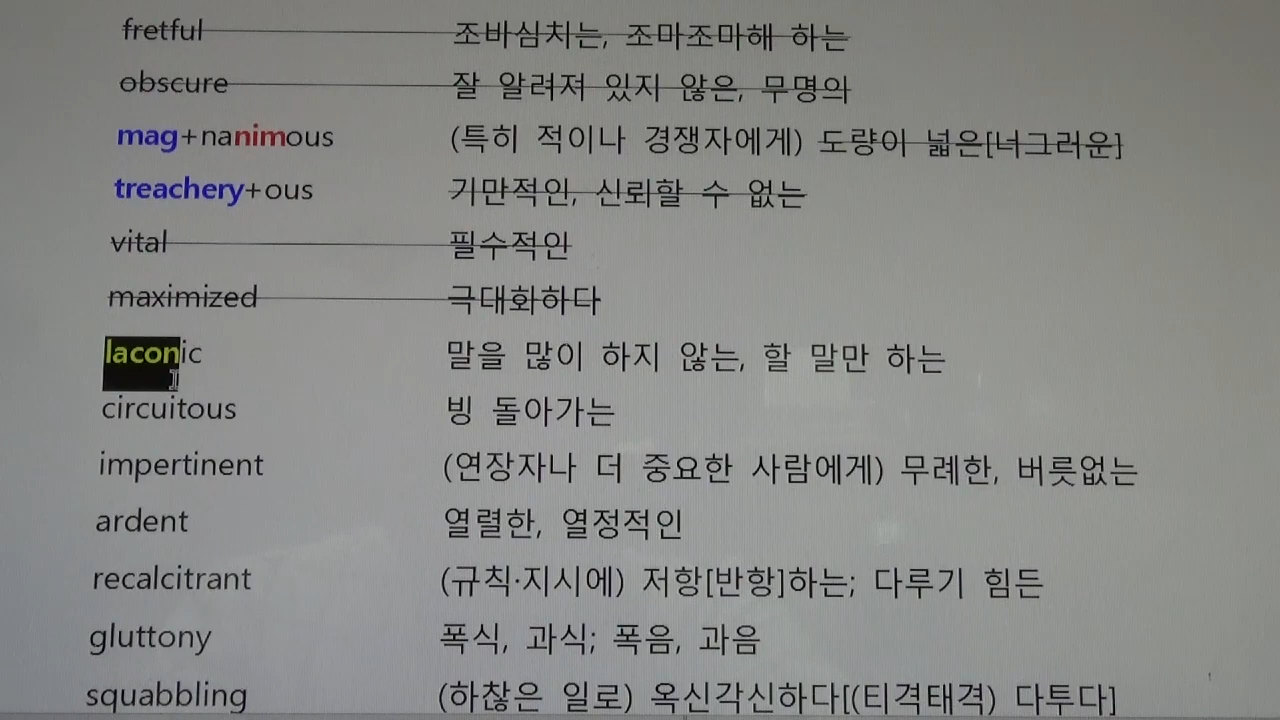 fretful 조바심치는, 조마조마해 하는
obscure 잘 알려져 있지 않은, 무명의
mag+nanimous (특히 적이나 경쟁자에게) 도량이 넓은[너그러운]
treachery+ous 기만적인, 신뢰할 수 없는
vital 필수적인
maximized 극대화하다
laconic 말을 많이 하지 않는, 할 말만 하는
circuitous 빙 돌아가는
impertinent (연장자나 더 중요한 사람에게) 무례한, 버릇없는
ardent 열렬한, 열정적인
recalcitrant (규칙·지시에) 저항[반항]하는; 다루기 힘든
gluttony 폭식, 과식; 폭음, 과음
squabbling (하찮은 일로) 옥신각신하다[(티격태격) 다투다]